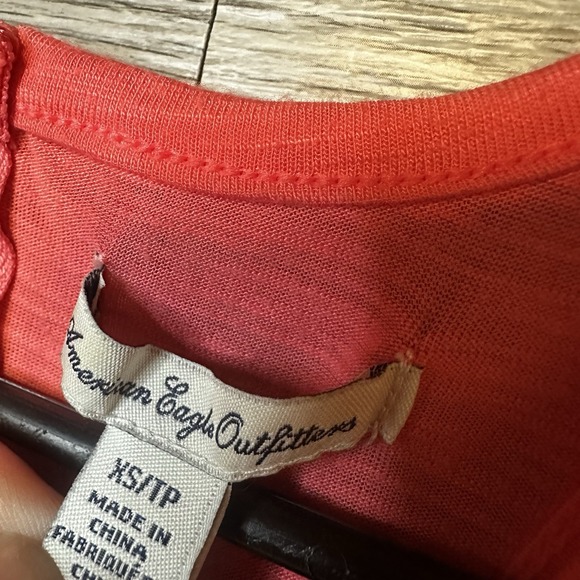 American Eagle Outfitters
XS/TP
MADE IN
CHINA
FABRIQUÉ